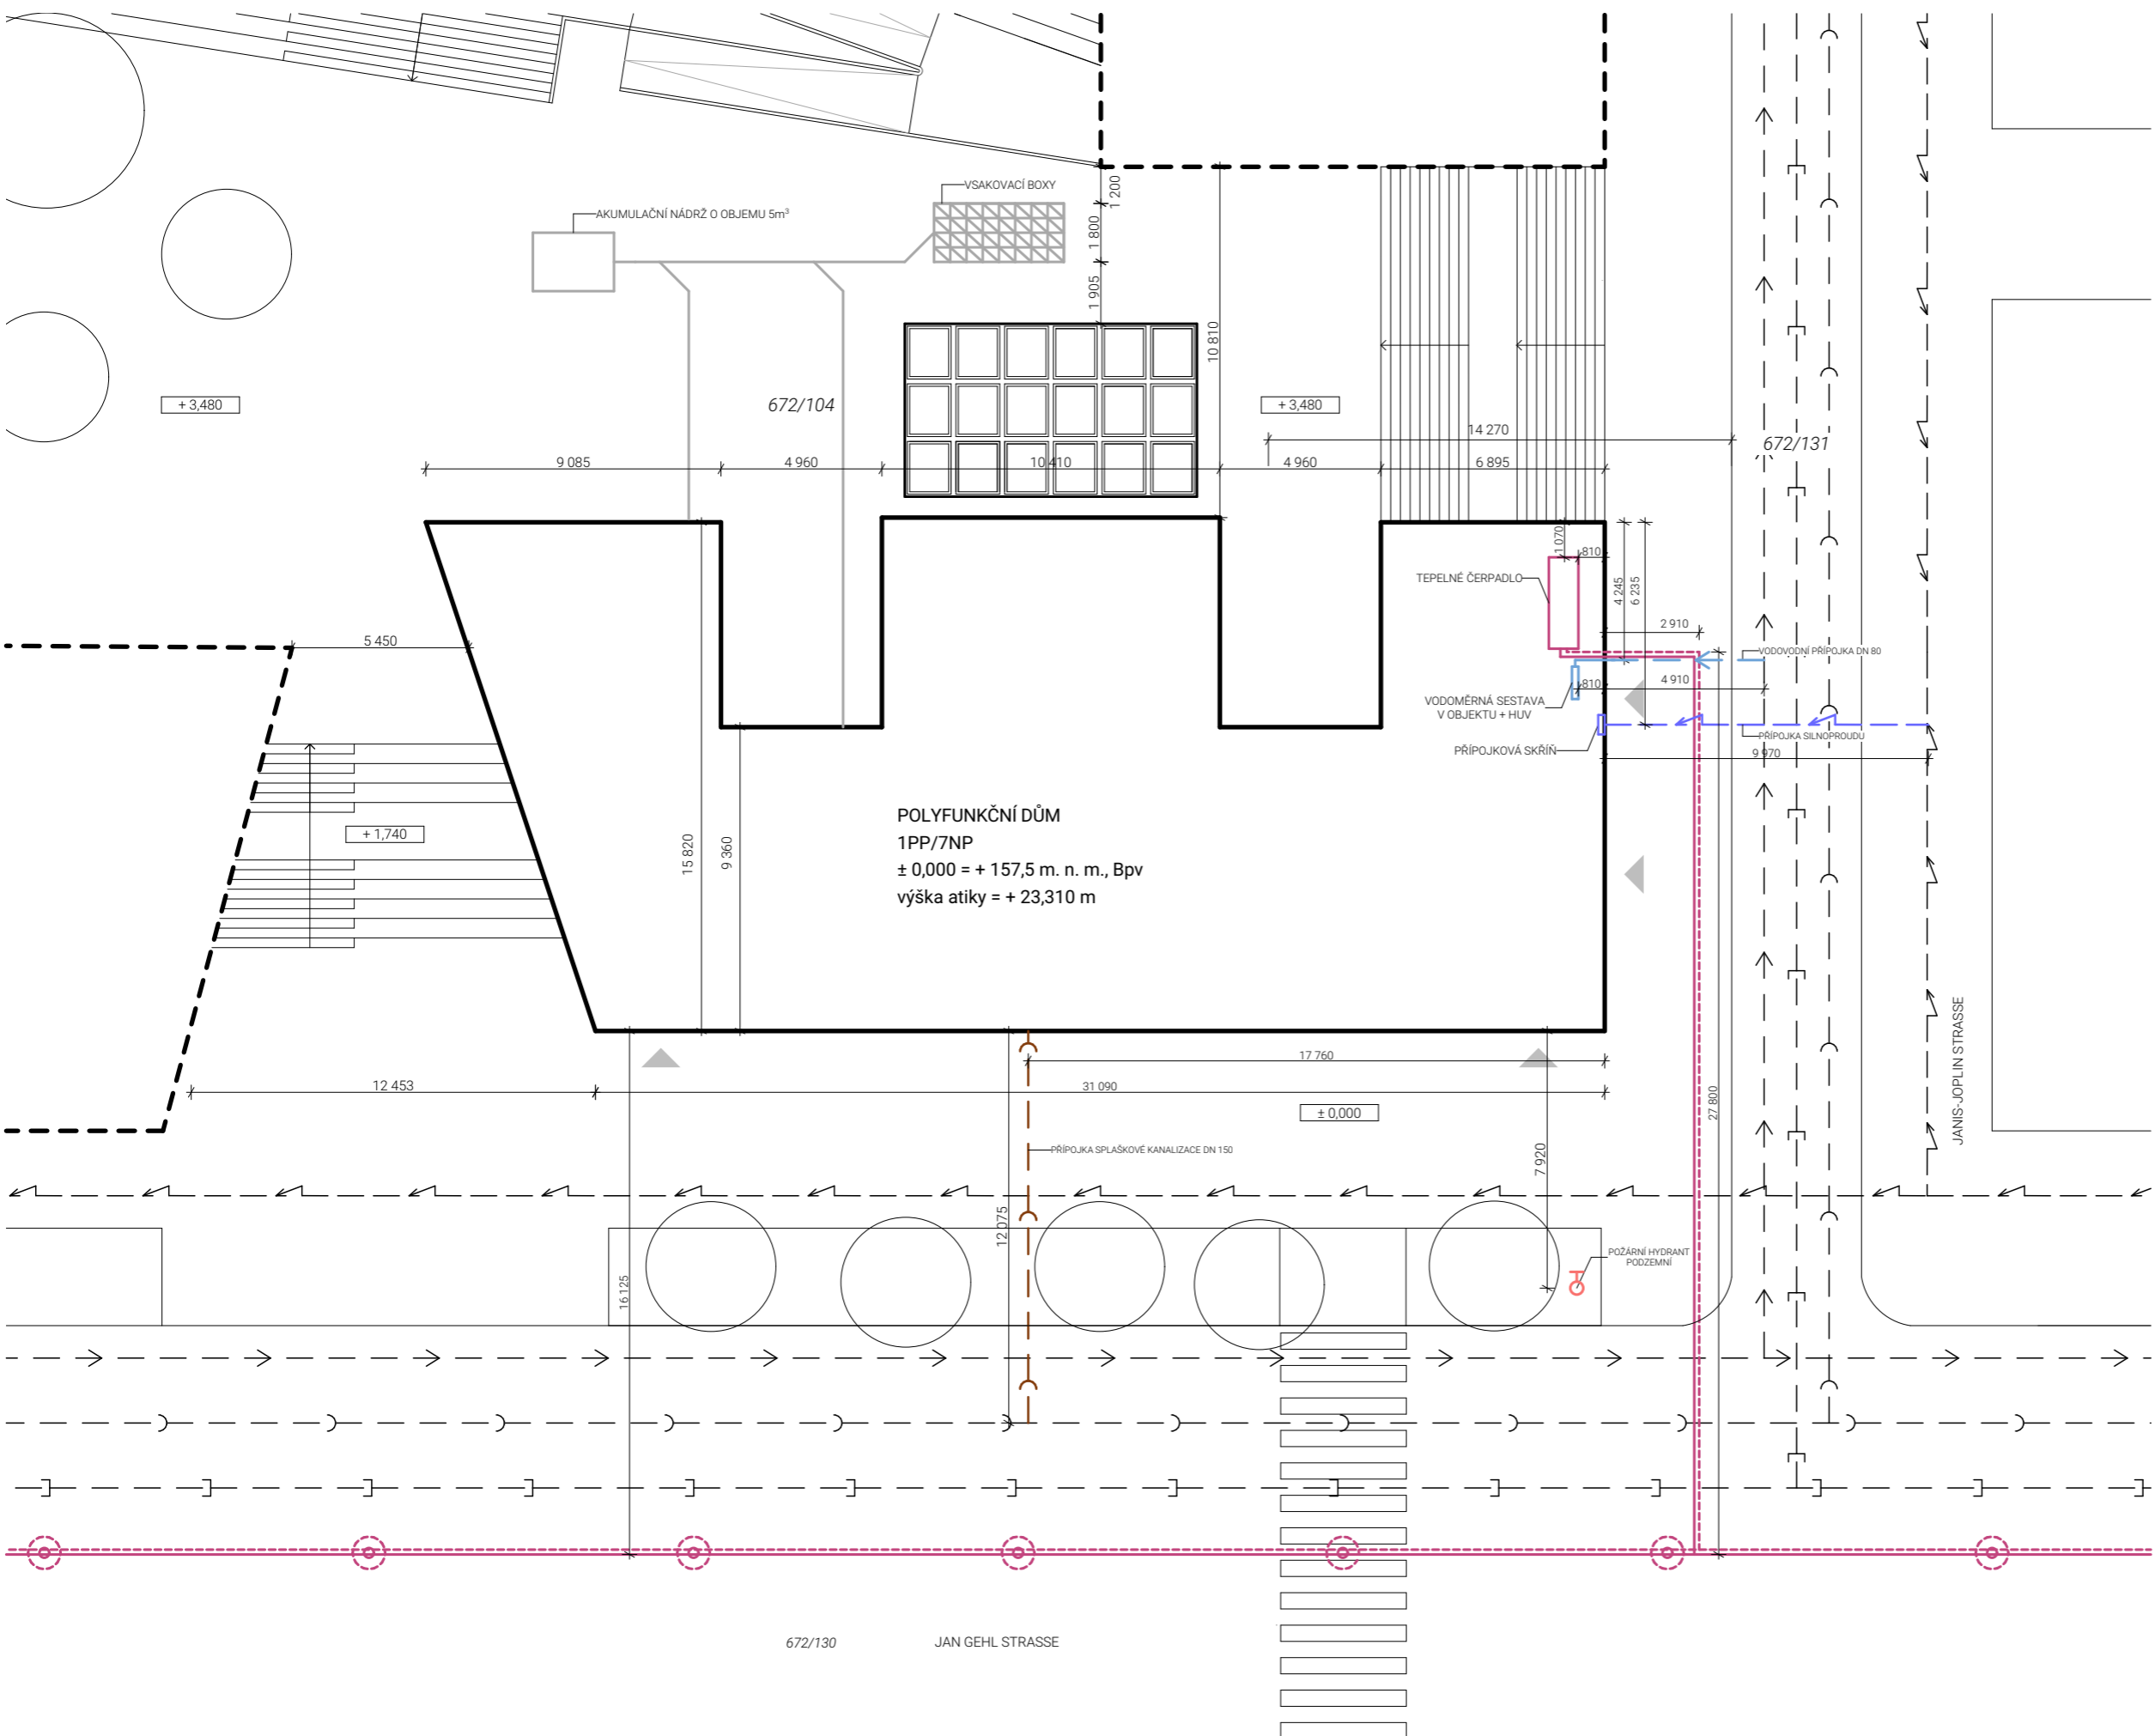 1 200
VSAKOVACÍ BOXY
AKUMULAČNÍ NÁDRŽ O OBJEMU 5m³
1 800
1 905
10 810
+ 3,480
672/104
+ 3,480
14 270
672/131
9 085
4 960
10 410
4 960
6 895
1 070
810
TEPELNÉ ČERPADLO
4 245
6 235
2 910
5 450
VODOVODNÍ PŘÍPOJKA DN 80
810
4 910
VODOMĚRNÁ SESTAVA
V OBJEKTU + HUV
PŘÍPOJKA SILNOPROUDU
PŘÍPOJKOVÁ SKŘÍŇ
9 970
POLYFUNKČNÍ DŮM
1PP/7NP
± 0,000 = + 157,5 m. n. m., Bpv
výška atiky = + 23,310 m
+ 1,740
15 820
9 360
JANIS-JOPLIN STRASSE
17 760
12 453
31 090
± 0,000
27 800
PŘÍPOJKA SPLAŠKOVÉ KANALIZACE DN 150
7 920
12 075
16 125
POŽÁRNÍ HYDRANT
PODZEMNÍ
672/130
JAN GEHL STRASSE